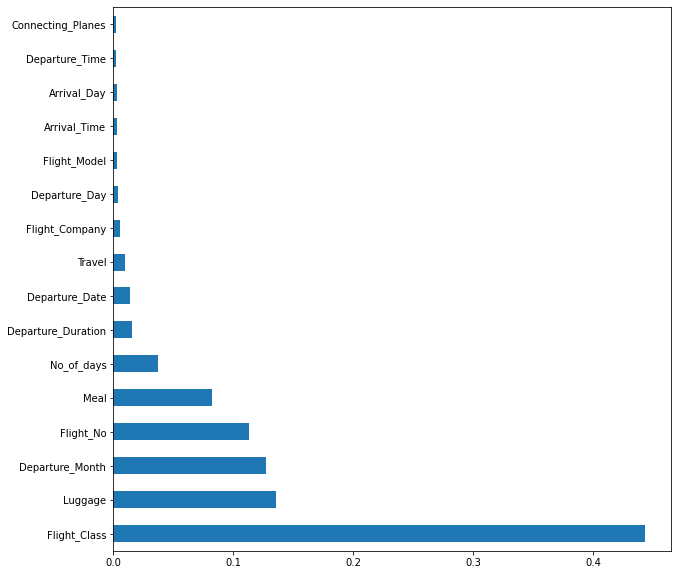 Connecting_Planes
Departure_Time
Arrival_Day
Arrival_Time
Flight_Model
Departure_Day
Flight_Company
Travel
Departure_Date
Departure_Duration
No_of_days
Meal
Flight_No
Departure_Month
Luggage
Flight_Class
0.0 0.1 0.2 0.3 0.4